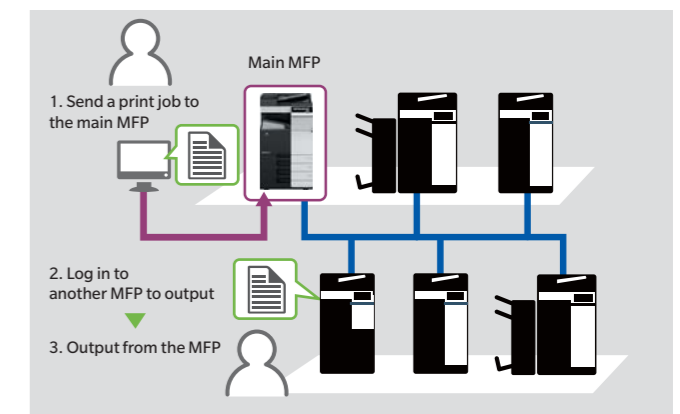 Main MFP
1. Send a print job to
the main MFP
2. Log in to
another MFP to output
3. Output from the MFP